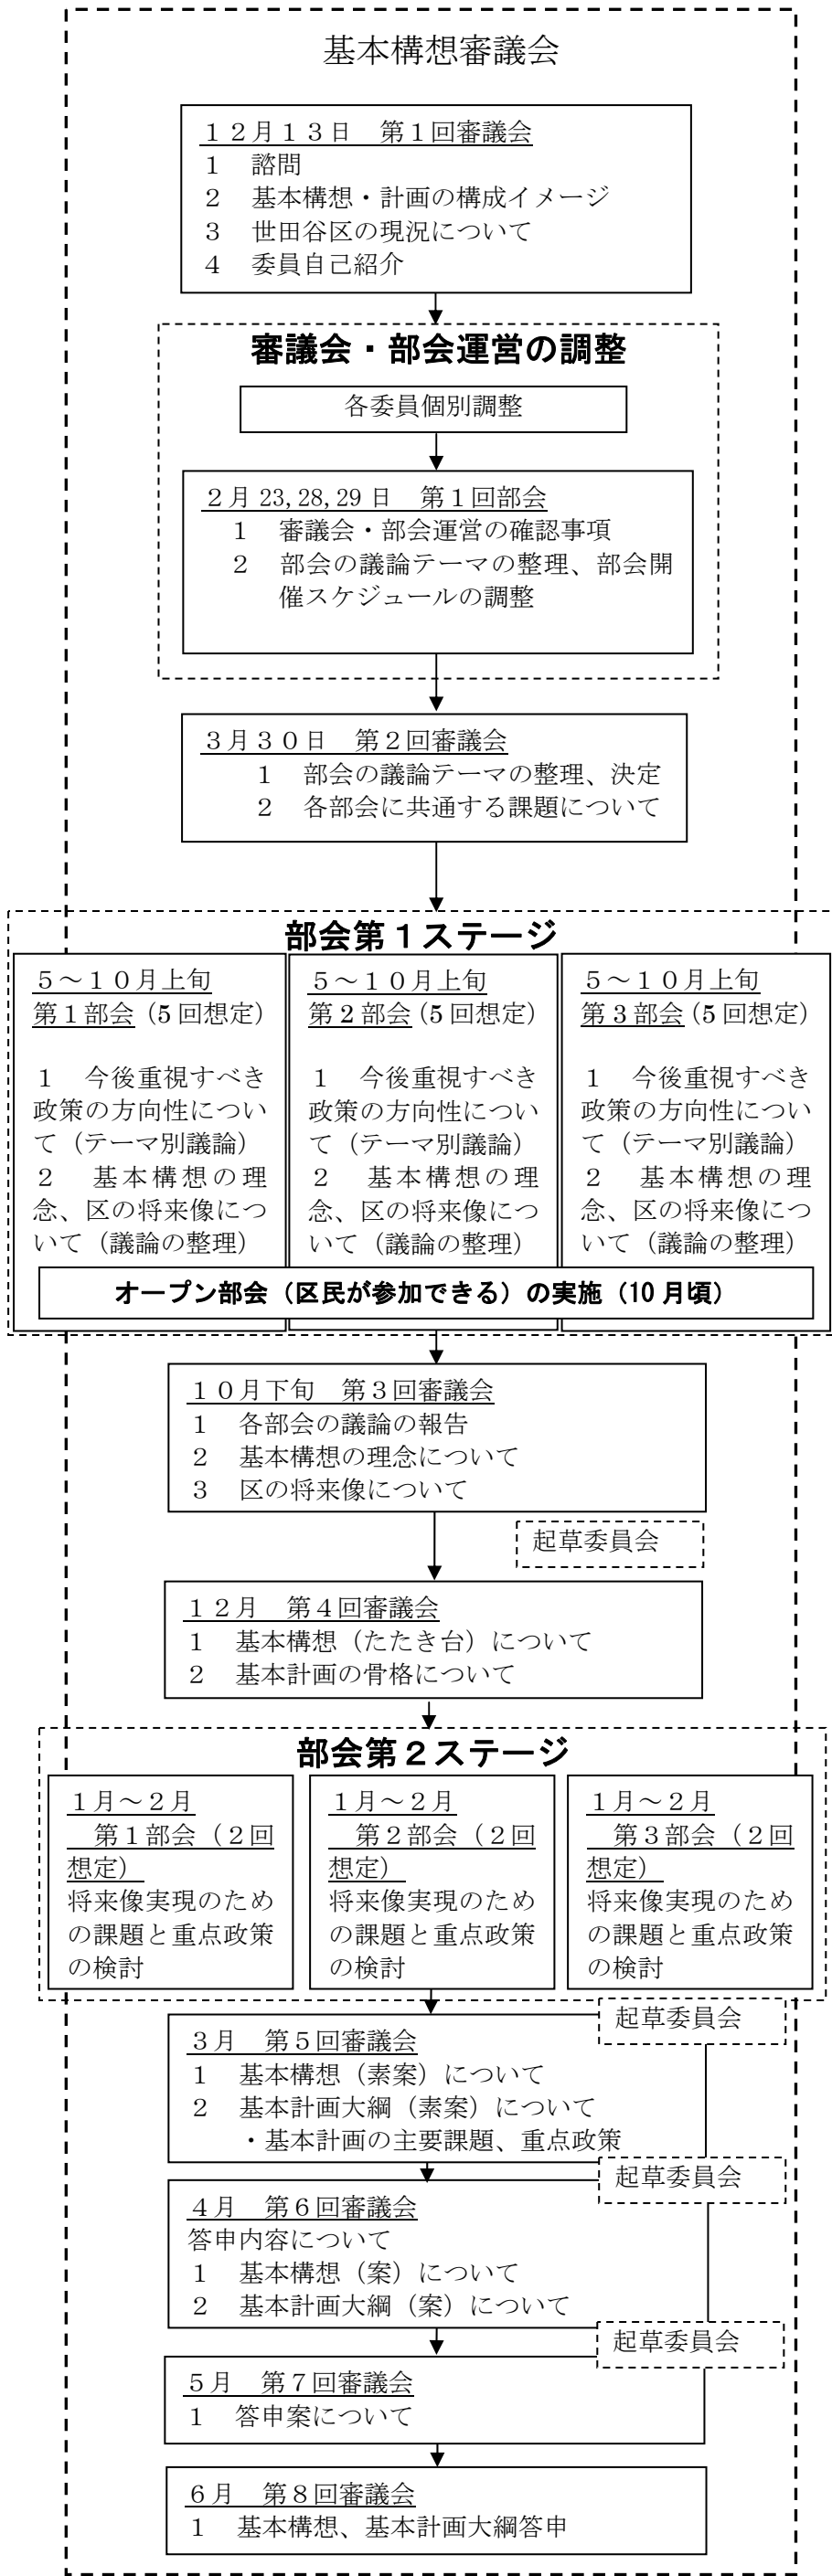 基本構想審議会
１２月１３日　第１回審議会
１　諮問
２　基本構想・計画の構成イメージ
３　世田谷区の現況について
４　委員自己紹介
審議会・部会運営の調整
各委員個別調整
２月 23,28,29 日　第１回部会
１　審議会・部会運営の確認事項
２　部会の議論テーマの整理、部会開
催スケジュールの調整
３月３０日　第２回審議会
１　部会の議論テーマの整理、決定
２　各部会に共通する課題について
部会第１ステージ
５～１０月上旬
第１部会（5 回想定）
１　今後重視すべき
政策の方向性につい
て（テーマ別議論）
２　基本構想の理
念、区の将来像につ
いて（議論の整理）
５～１０月上旬
第２部会（5 回想定）
１　今後重視すべき
政策の方向性につい
て（テーマ別議論）
２　基本構想の理
念、区の将来像につ
いて（議論の整理）
５～１０月上旬
第３部会（5 回想定）
１　今後重視すべき
政策の方向性につい
て（テーマ別議論）
２　基本構想の理
念、区の将来像につ
いて（議論の整理）
オープン部会（区民が参加できる）の実施（10 月頃）
１０月下旬　第３回審議会
１　各部会の議論の報告
２　基本構想の理念について
３　区の将来像について
起草委員会
１２月　第４回審議会
１　基本構想（たたき台）について
２　基本計画の骨格について
部会第２ステージ
１月～２月
第１部会（２回
想定）
将来像実現のため
の課題と重点政策
の検討
１月～２月
第２部会（２回
想定）
将来像実現のため
の課題と重点政策
の検討
１月～２月
第３部会（２回
想定）
将来像実現のため
の課題と重点政策
の検討
起草委員会
３月　第５回審議会
１　基本構想（素案）について
２　基本計画大綱（素案）について
・基本計画の主要課題、重点政策
起草委員会
４月　第６回審議会
答申内容について
１　基本構想（案）について
２　基本計画大綱（案）について
起草委員会
５月　第７回審議会
１　答申案について
６月　第８回審議会
１　基本構想、基本計画大綱答申